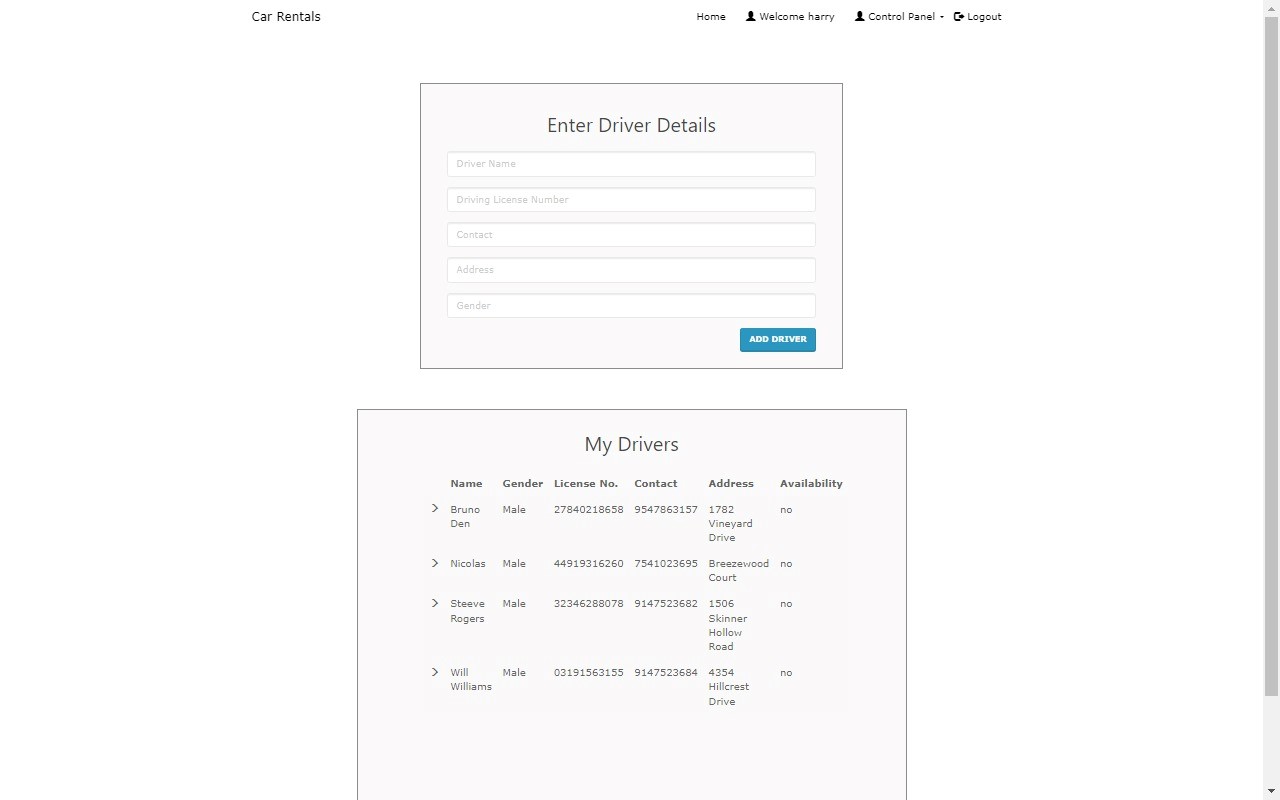 Car Rentals
Home Welcome harry Control Panel Logout
Enter Driver Details
Driver Name
Driving License Number
Contact
Address
Gender
ADD DRIVER
My Drivers
Name Gender License No. Contact Address Availability
Bruno Male 27840218658 9547863157 1782 no
Den Vineyard
Drive
Nicolas Male 44919316260 7541023695 Breezewood no
Court
Steeve Male 32346288078 9147523682 1506 no
Rogers Skinner
Hollow
Road
Will Male 03191563155 9147523684 4354 no
Williams Hillcrest
Drive